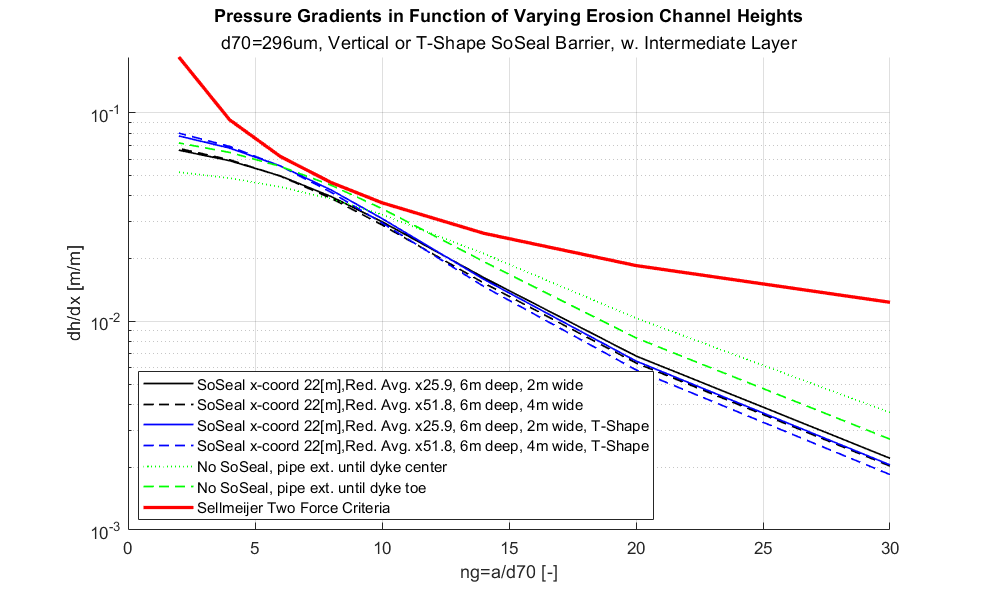 Pressure Gradients in Function of Varying Erosion Channel Heights
d70=296um, Vertical or T-Shape SoSeal Barrier, w. Intermediate Layer
dh/dx [m/m]
10^-1
10^-2
10^-3
SoSeal x-coord 22[m],Red. Avg. x25.9, 6m deep, 2m wide
SoSeal x-coord 22[m],Red. Avg. x51.8, 6m deep, 4m wide
SoSeal x-coord 22[m],Red. Avg. x25.9, 6m deep, 2m wide, T-Shape
SoSeal x-coord 22[m],Red. Avg. x51.8, 6m deep, 4m wide, T-Shape
No SoSeal, pipe ext. until dyke center
No SoSeal, pipe ext. until dyke toe
Sellmeijer Two Force Criteria
0 5 10 15 20 25 30
ng=a/d70 [-]